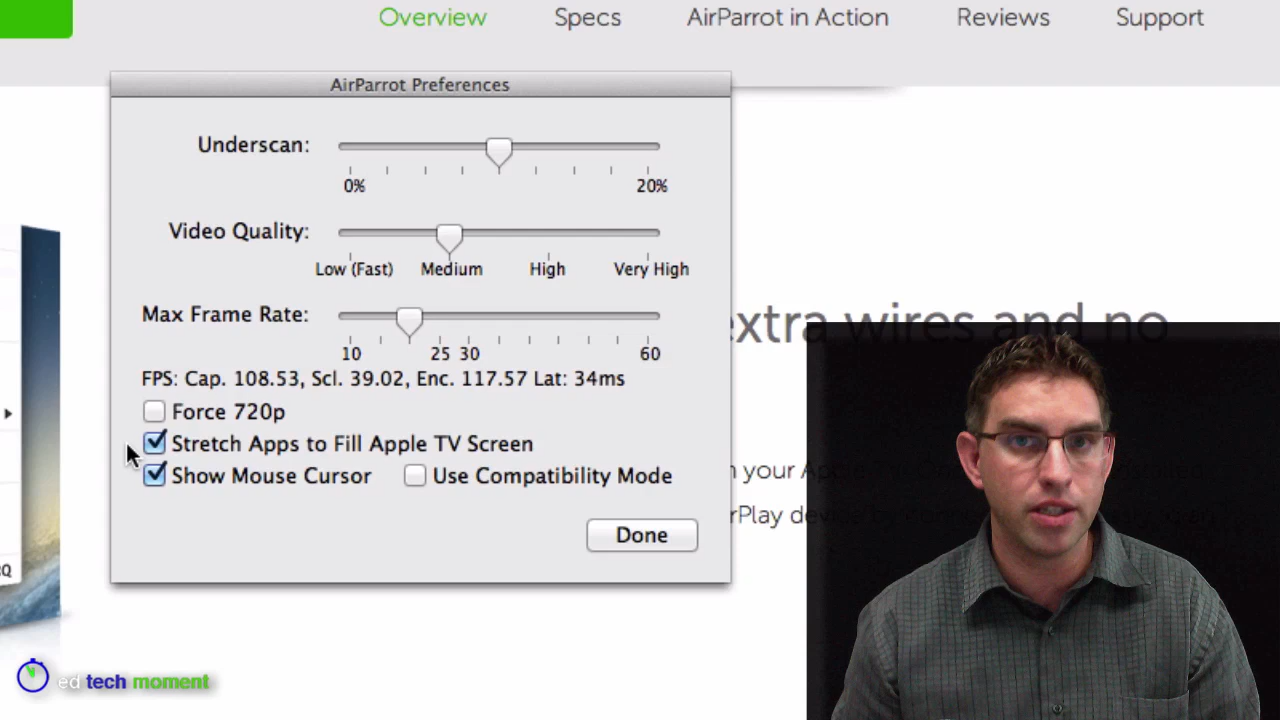 Overview Specs AirParrot in Action Reviews Support
AirParrot Preferences
Underscan:
0% 20%
Video Quality:
Low (Fast) Medium High Very High
extra wires and no
Max Frame Rate:
10 25 30 60
FPS: Cap. 108.53, Scl. 39.02, Enc. 117.57 Lat: 34ms
Force 720p
Stretch Apps to Fill Apple TV Screen
your
Show Mouse Cursor Use Compatibility Mode
Done
ed tech moment